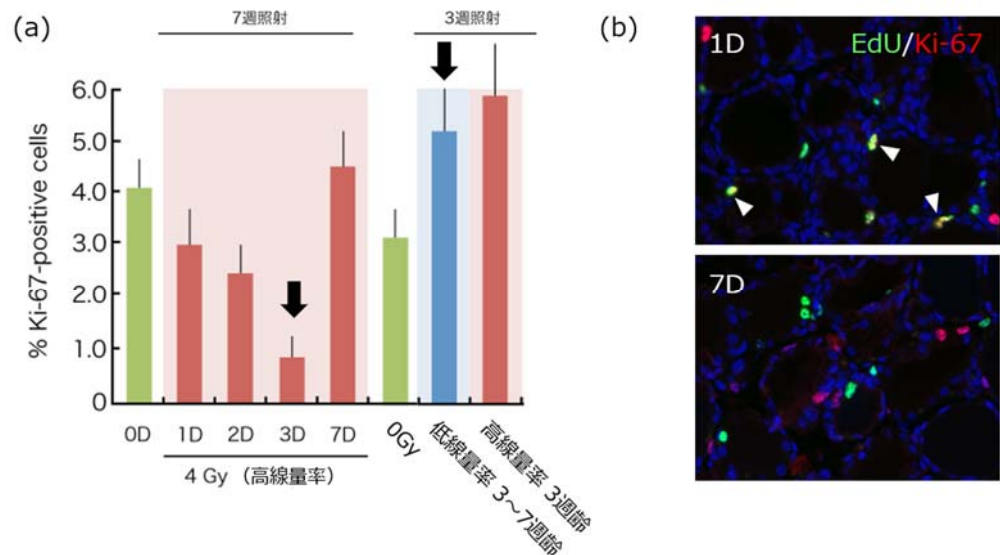 (a)
7週照射
3週照射
% Ki-67-positive cells
6.0
5.0
4.0
3.0
2.0
1.0
0
0D
1D
2D
3D
7D
0Gy
低線量率 3～7週齢
高線量率 3週齢
4 Gy （高線量率）
(b)
1D
EdU/Ki-67
7D